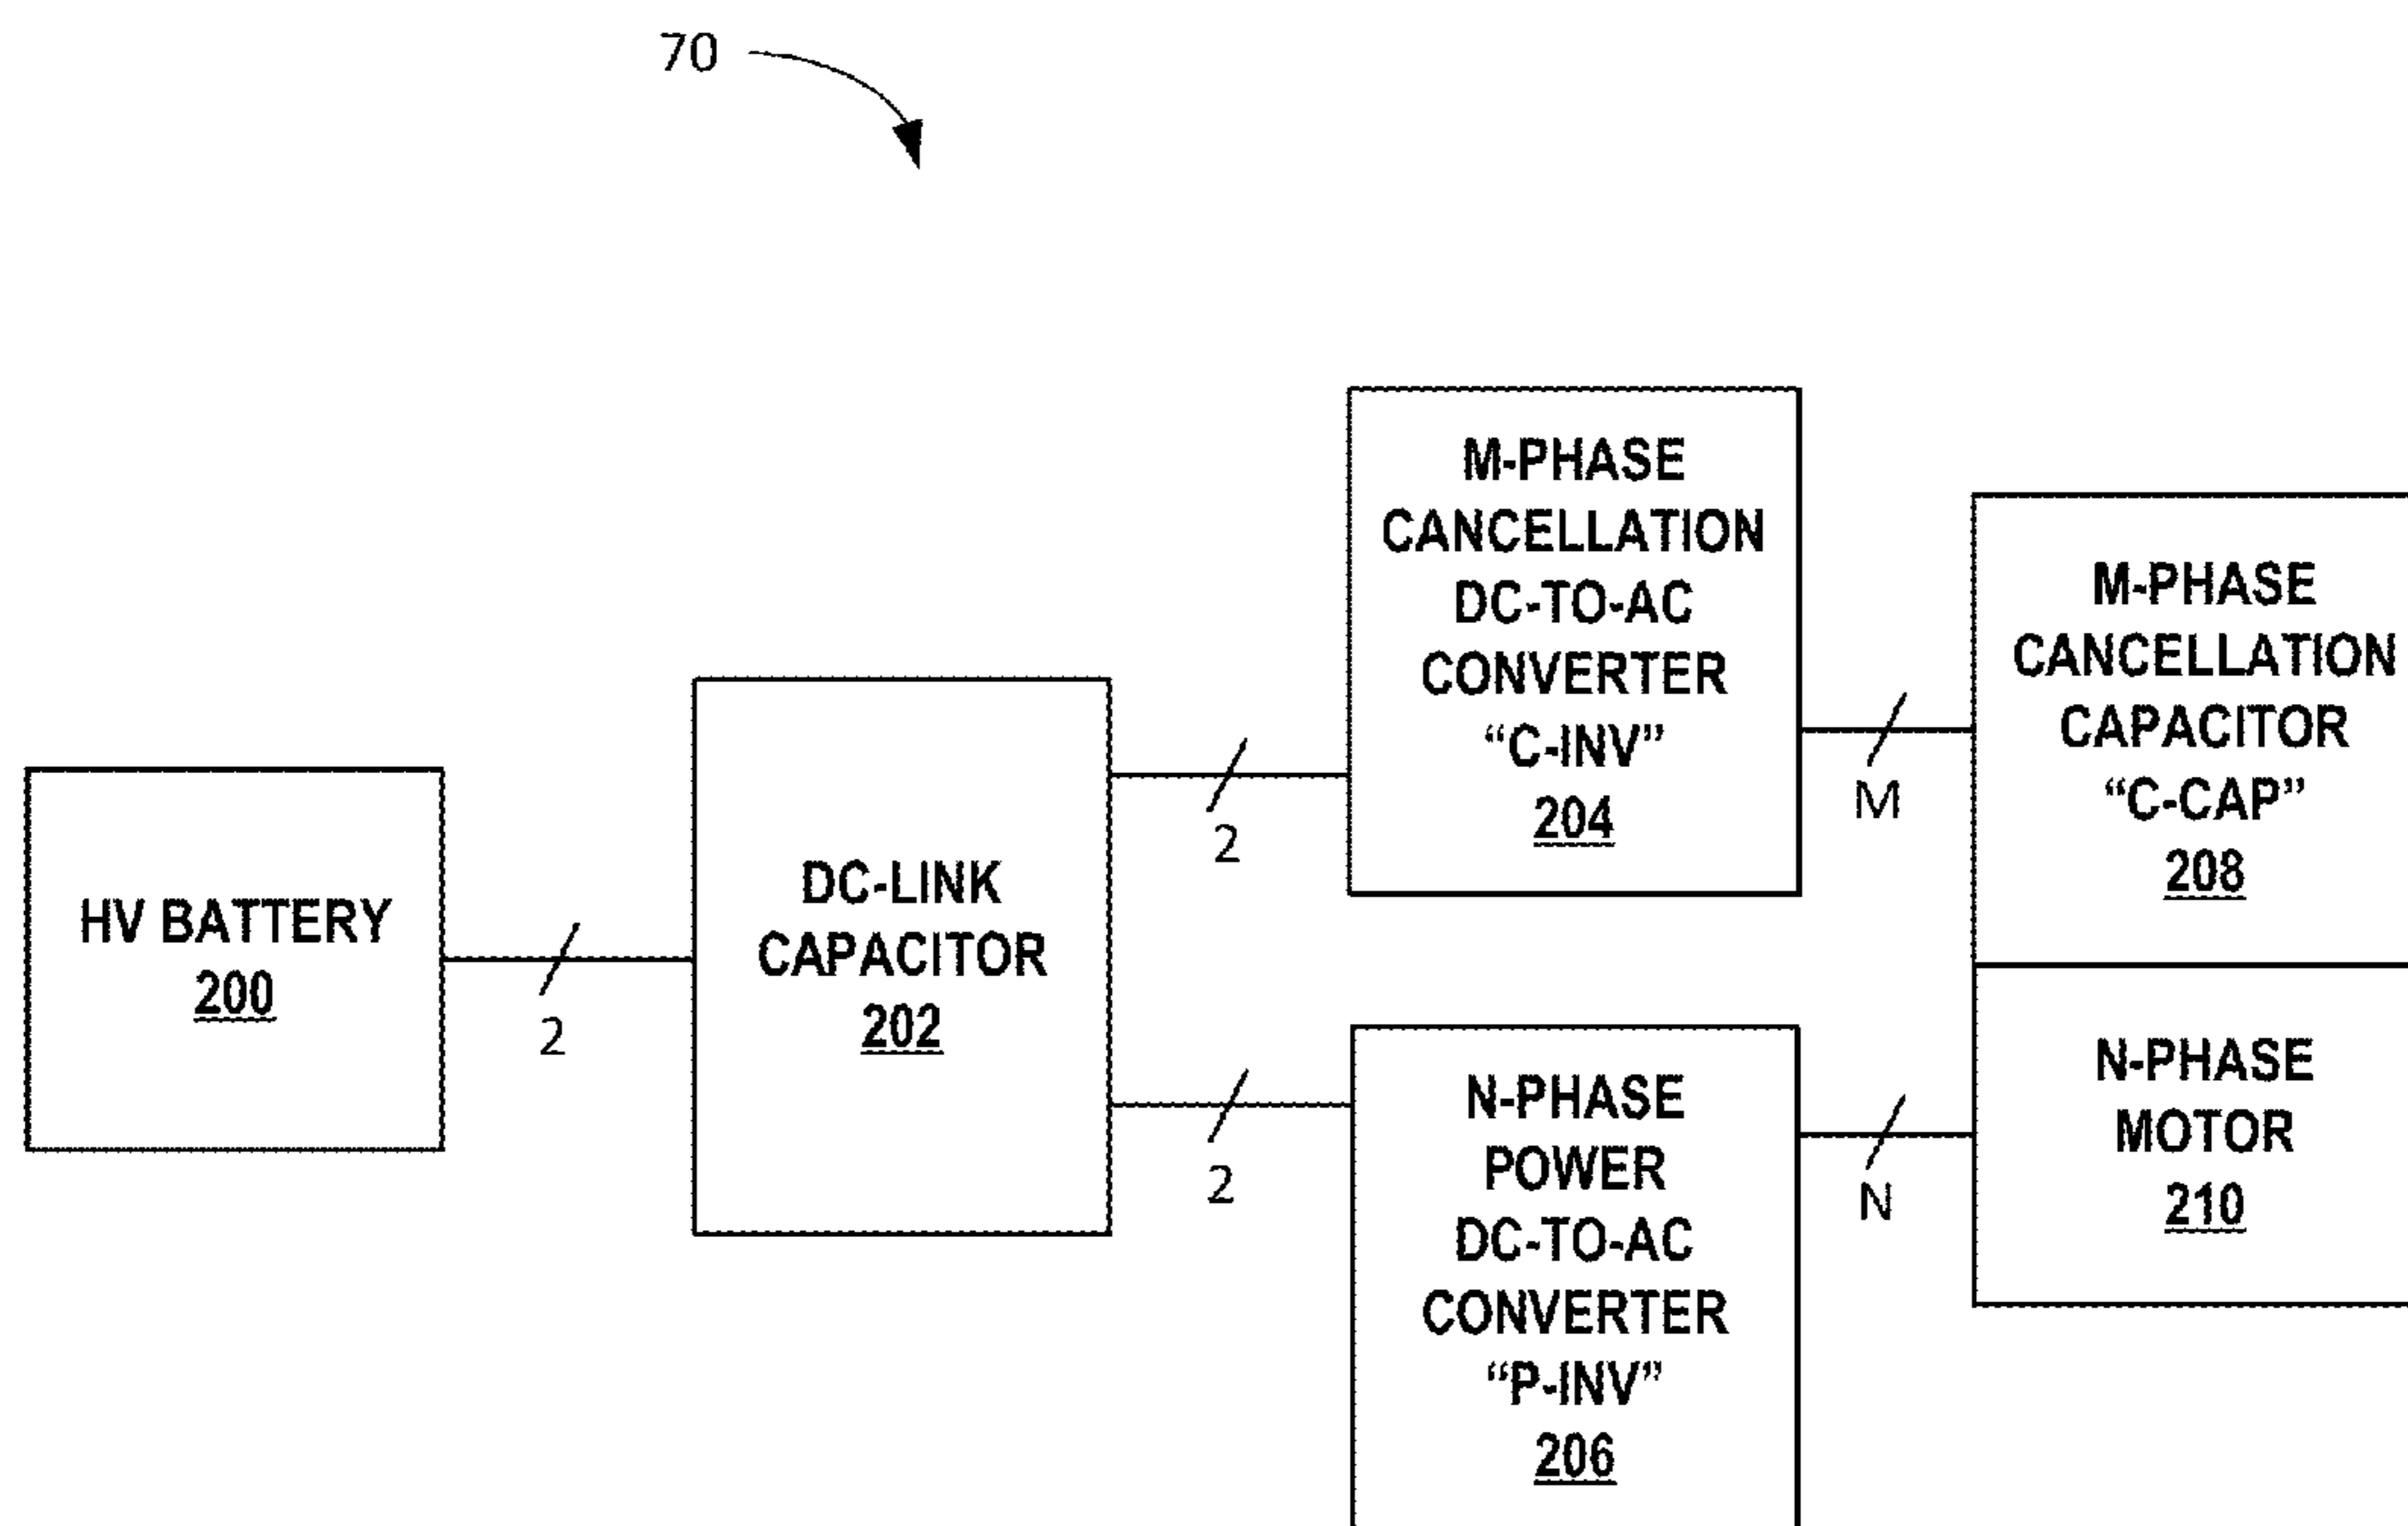 70
HV BATTERY
200
2
DC-LINK
CAPACITOR
202
2
2
M-PHASE
CANCELLATION
DC-TO-AC
CONVERTER
“C-INV”
204
M
M-PHASE
CANCELLATION
CAPACITOR
“C-CAP”
208
N-PHASE
POWER
DC-TO-AC
CONVERTER
“P-INV”
206
N
N-PHASE
MOTOR
210